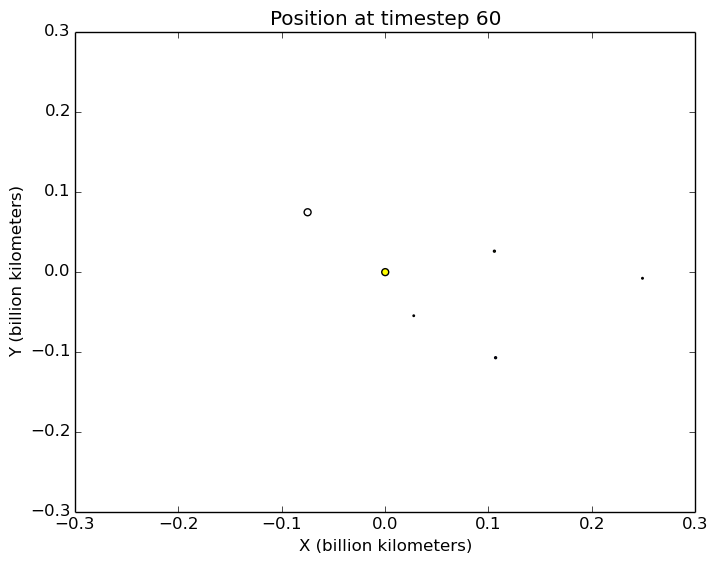 Position at timestep 60
0.3
0.2
0.1
0.0
−0.1
−0.2
−0.3
Y (billion kilometers)
−0.3 −0.2 −0.1 0.0 0.1 0.2 0.3
X (billion kilometers)